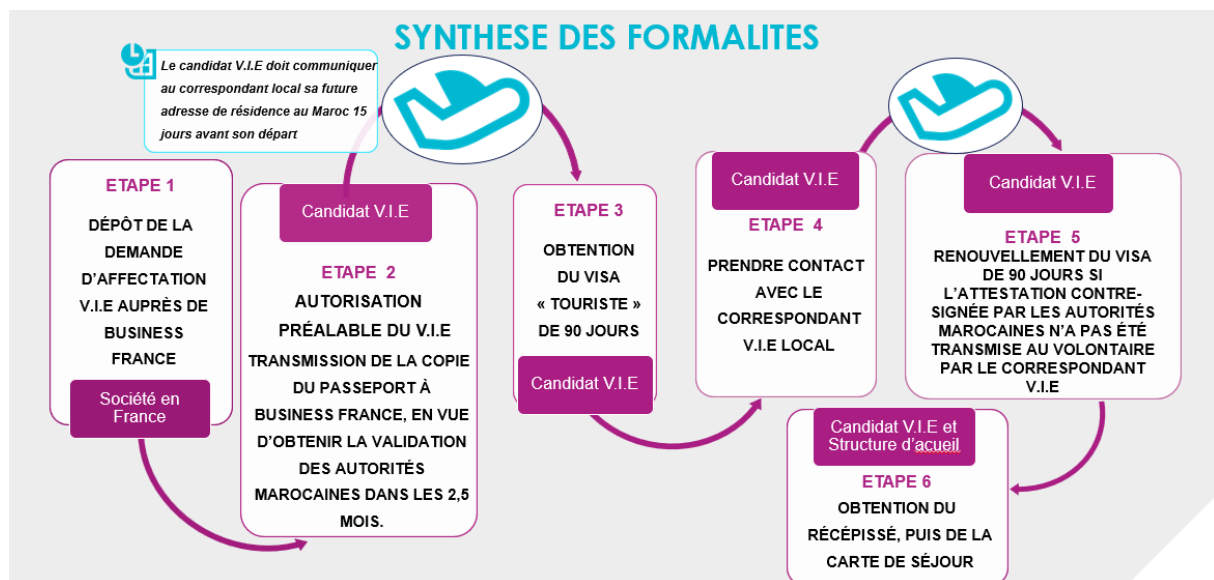 SYNTHESE DES FORMALITES
Le candidat V.I.E doit communiquer
au correspondant local sa future
adresse de résidence au Maroc 15
jours avant son départ
ETAPE 1
DÉPÔT DE LA
DEMANDE
D'AFFECTATION
V.I.E AUPRÈS DE
BUSINESS
FRANCE
Société en
France
Candidat V.I.E
ETAPE 2
AUTORISATION
PRÉALABLE DU V.I.E
TRANSMISSION DE LA COPIE
DU PASSEPORT À
BUSINESS FRANCE, EN VUE
D'OBTENIR LA VALIDATION
DES AUTORITÉS
MAROCAINES DANS LES 2,5
MOIS.
ETAPE 3
OBTENTION
DU VISA
« TOURISTE »
DE 90 JOURS
Candidat V.I.E
Candidat V.I.E
ETAPE 4
PRENDRE CONTACT
AVEC LE
CORRESPONDANT
V.I.E LOCAL
Candidat V.I.E
ETAPE 5
RENOUVELLEMENT DU VISA
DE 90 JOURS SI
L'ATTESTATION CONTRE-
SIGNÉE PAR LES AUTORITÉS
MAROCAINES N'A PAS ÉTÉ
TRANSMISE AU VOLONTAIRE
PAR LE CORRESPONDANT
V.I.E
Candidat V.I.E et
Structure d'acueil
ETAPE 6
OBTENTION DU
RÉCÉPISSÉ, PUIS DE LA
CARTE DE SÉJOUR